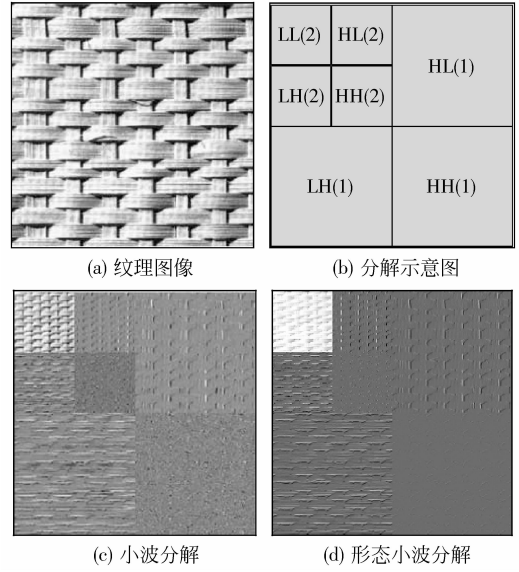 LL(2) HL(2)
HL(1)
LH(2) HH(2)
LH(1) HH(1)
(a) 纹理图像 (b) 分解示意图
(c) 小波分解 (d) 形态小波分解